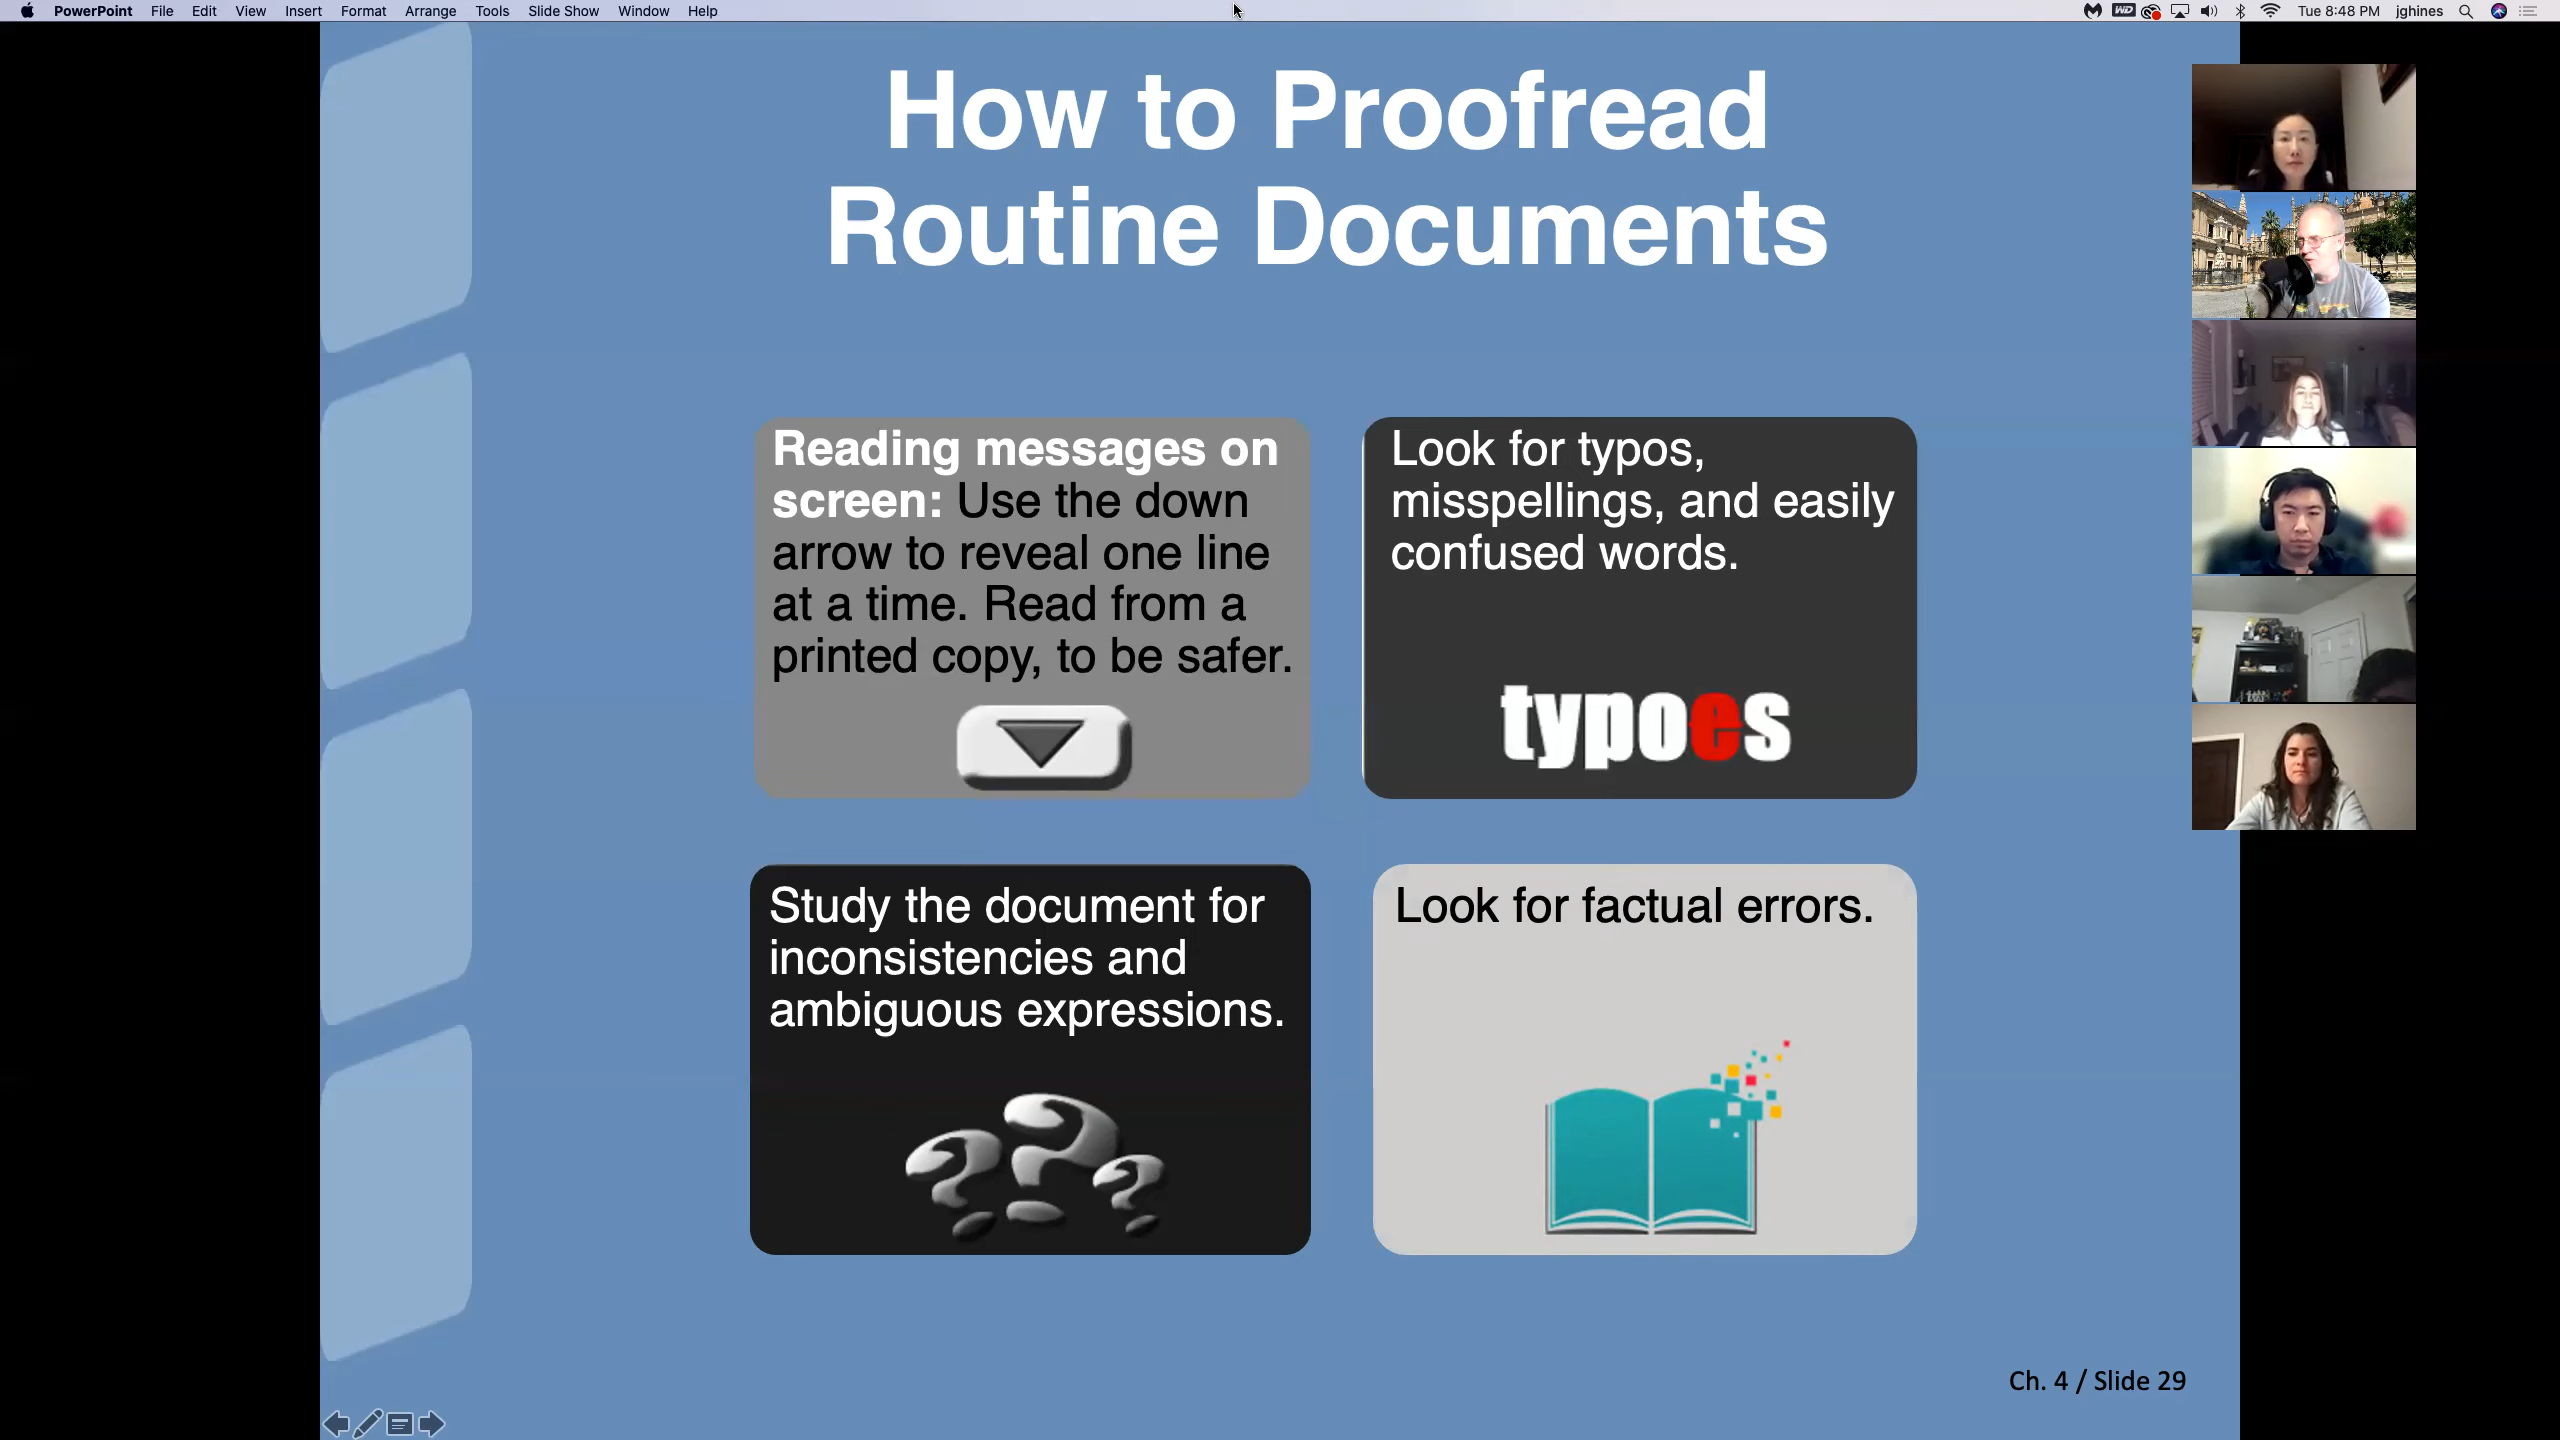 PowerPoint File Edit View Insert Format Arrange Tools Slide Show Window Help
WD Tue 8:48 PM jghines
How to Proofread
Routine Documents
Reading messages on
screen: Use the down
arrow to reveal one line
at a time. Read from a
printed copy, to be safer.
Look for typos,
misspellings, and easily
confused words.
typoes
Study the document for
inconsistencies and
ambiguous expressions.
???
Look for factual errors.
Ch. 4 / Slide 29